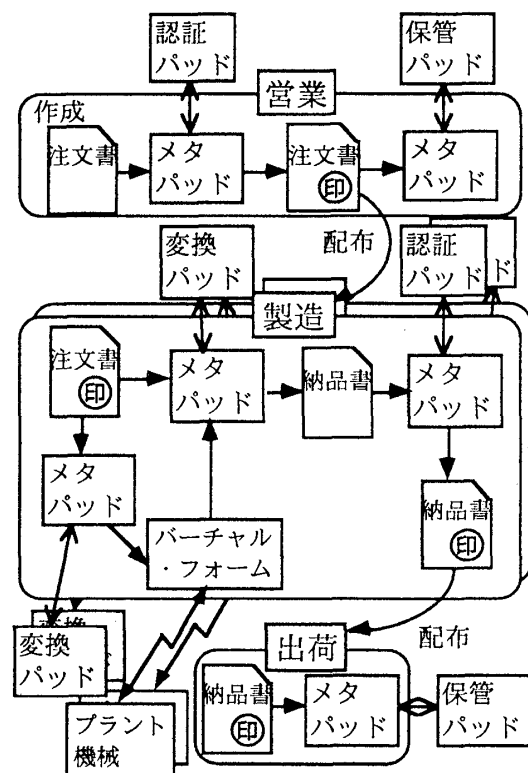 認証
パッド
保管
パッド
営業
作成
注文書
メタ
パッド
注文書
印
メタ
パッド
変換
パッド
配布
認証
パッド
ド
製造
注文書
印
メタ
パッド
納品書
メタ
パッド
メタ
パッド
バーチャル
・フォーム
納品書
印
変換
変換
パッド
配布
出荷
納品書
印
メタ
パッド
保管
パッド
プラント
機械